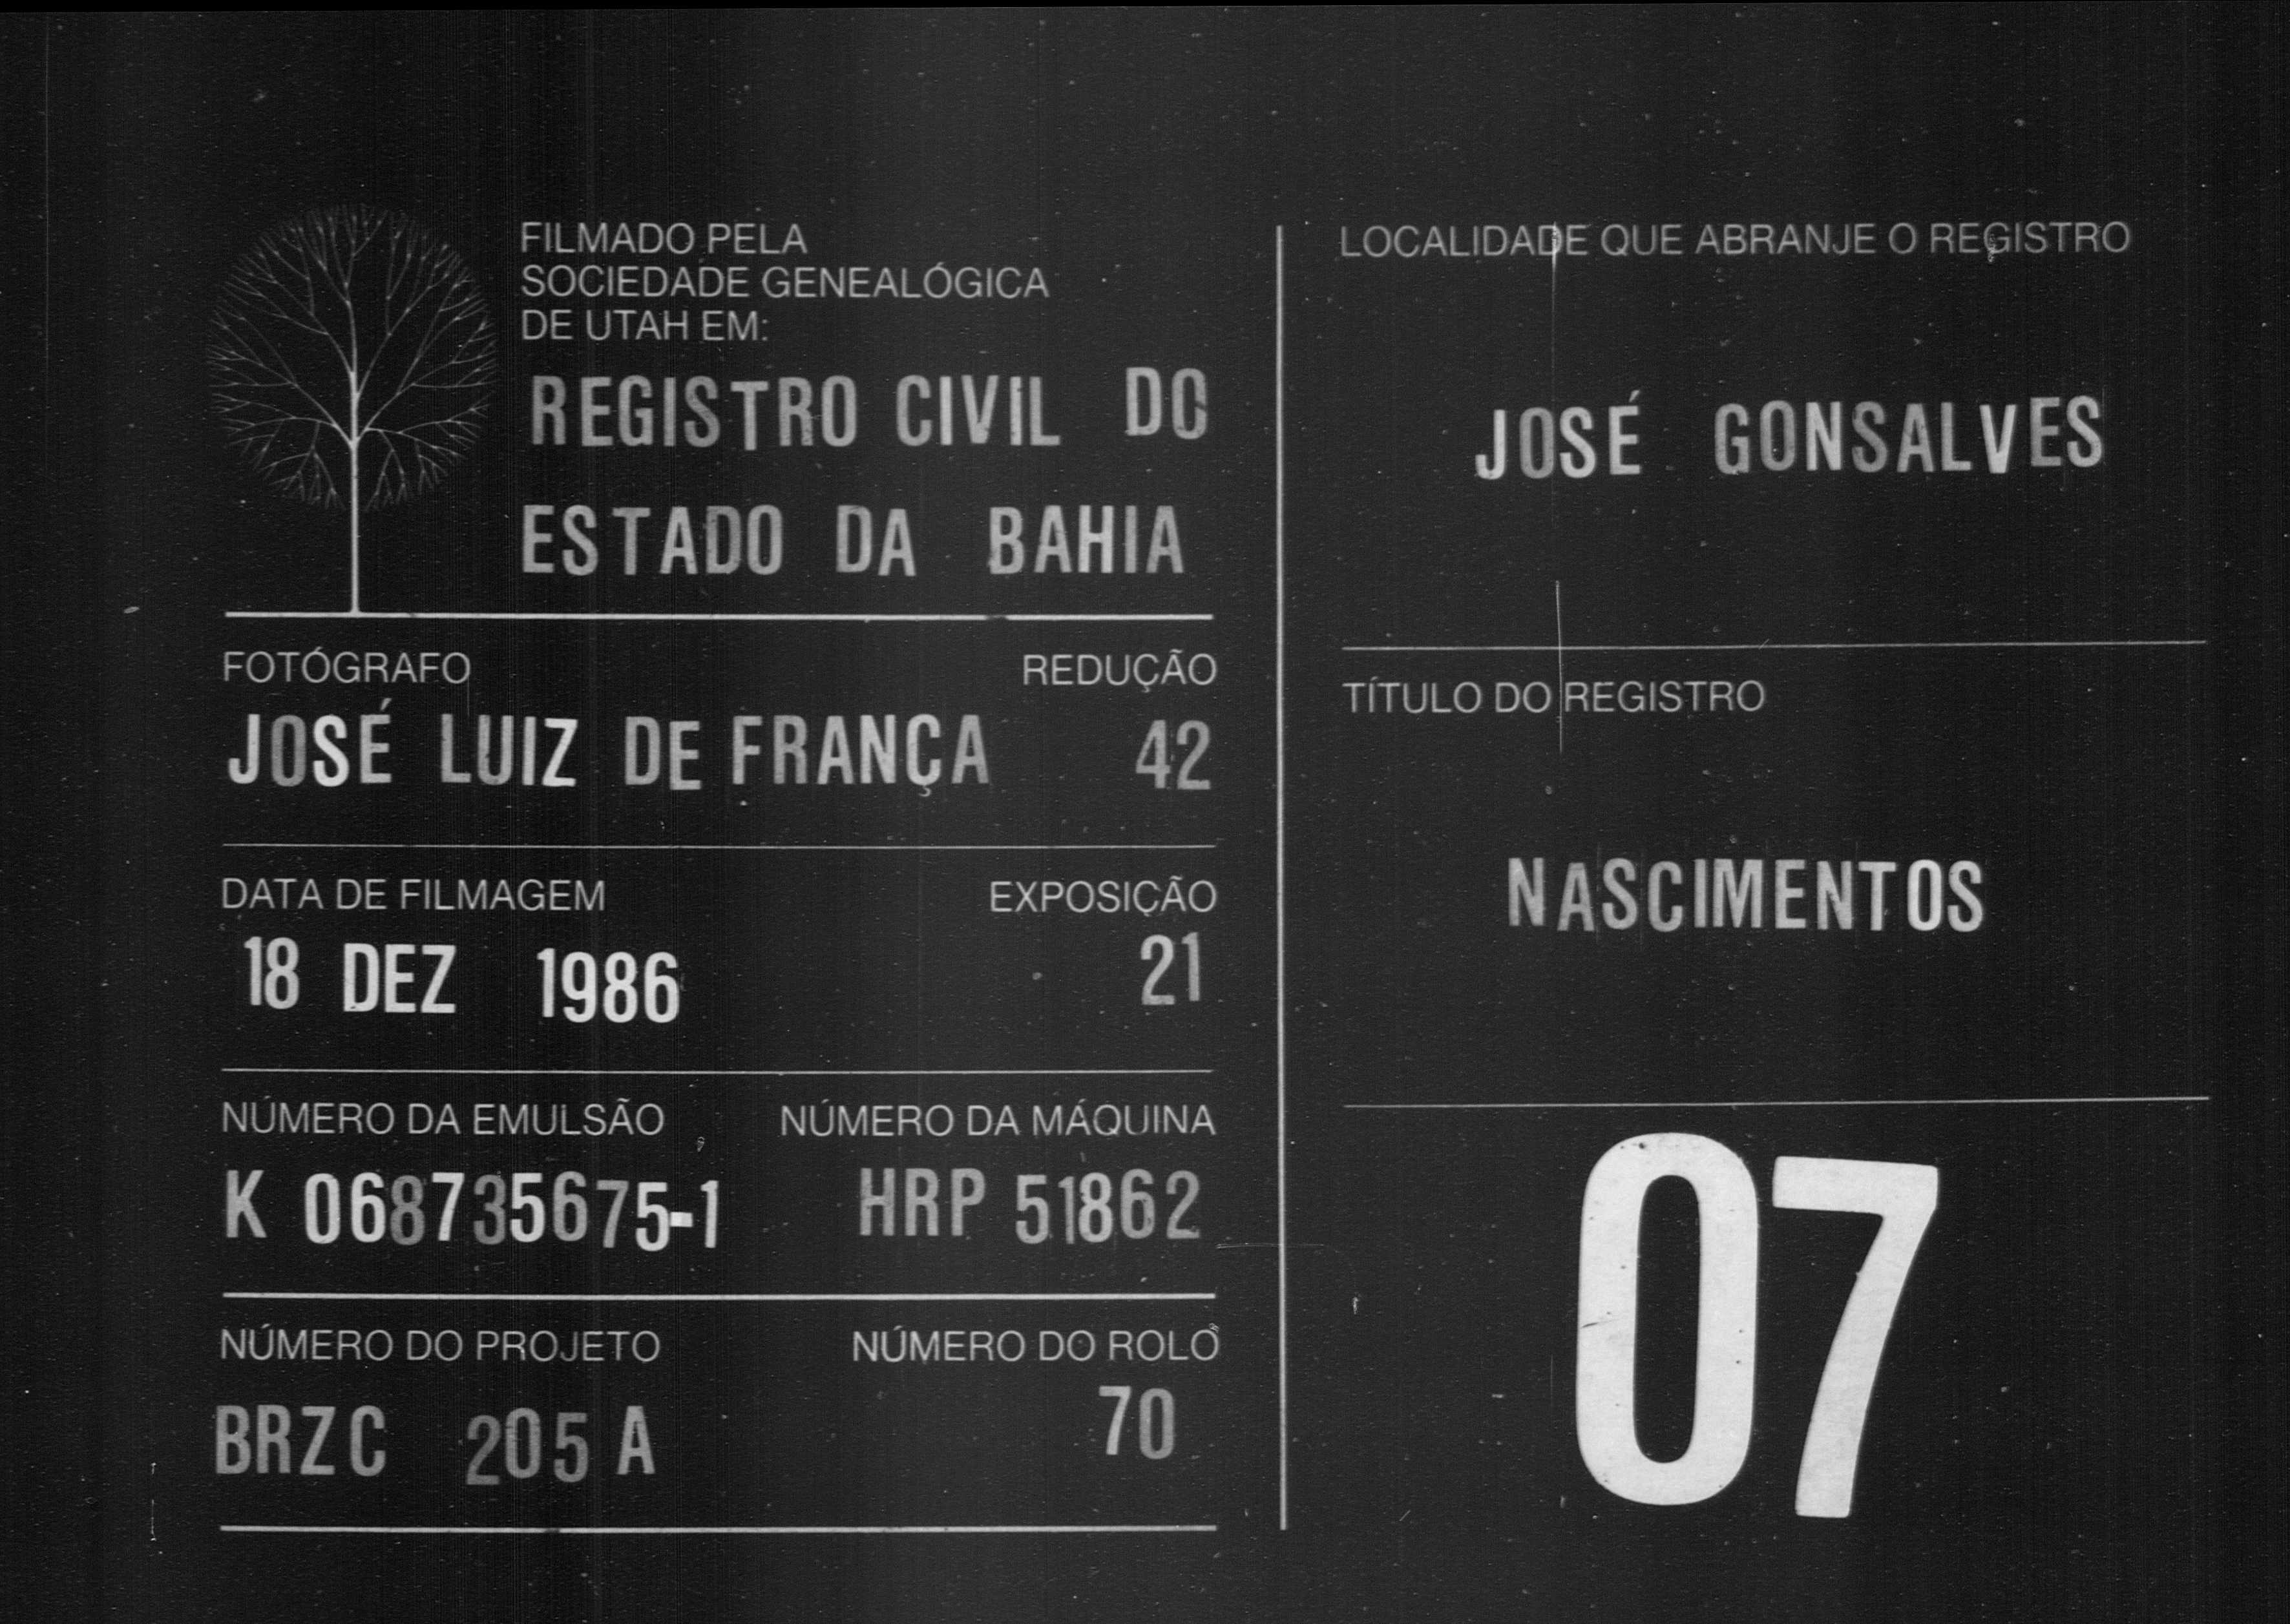 FILMADO PELA
SOCIEDADE GENEALÓGICA
DE UTAH EM:
REGISTRO CIVIL DO
ESTADO DA BAHIA
FOTÓGRAFO REDUÇÃO
JOSÉ LUIZ DE FRANÇA 42
DATA DE FILMAGEM EXPOSIÇÃO
18 DEZ 1986 21
NÚMERO DA EMULSÃO NÚMERO DA MÁQUINA
K 068735675-1 HRP 51862
NÚMERO DO PROJETO NÚMERO DO ROLO
BRZC 205 A 70
LOCALIDADE QUE ABRANJE O REGISTRO
JOSÉ GONSALVES
TÍTULO DO REGISTRO
NASCIMENTOS
07